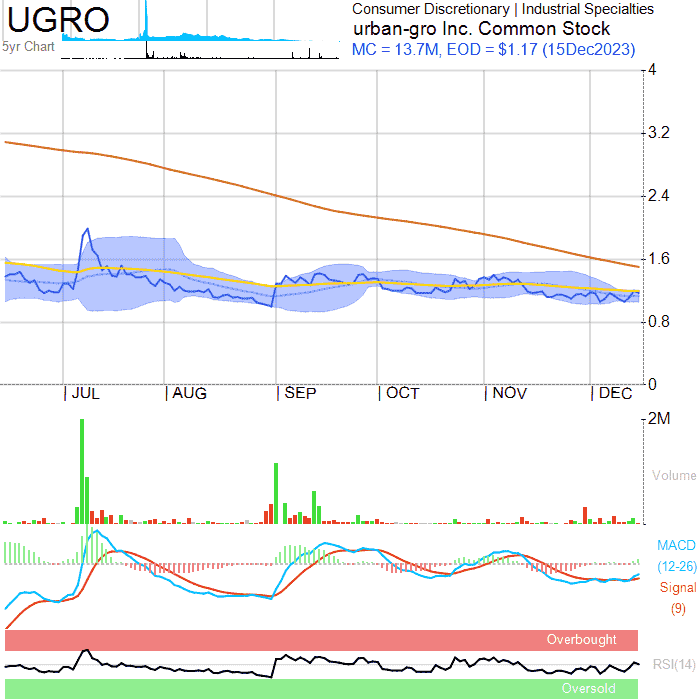 UGRO
5yr Chart
Consumer Discretionary | Industrial Specialties
urban-gro Inc. Common Stock
MC = 13.7M, EOD = $1.17 (15Dec2023)
4
3.2
2.4
1.6
0.8
0
JUL AUG SEP OCT NOV DEC
2M
Volume
MACD
(12-26)
Signal
(9)
Overbought
RSI(14)
Oversold